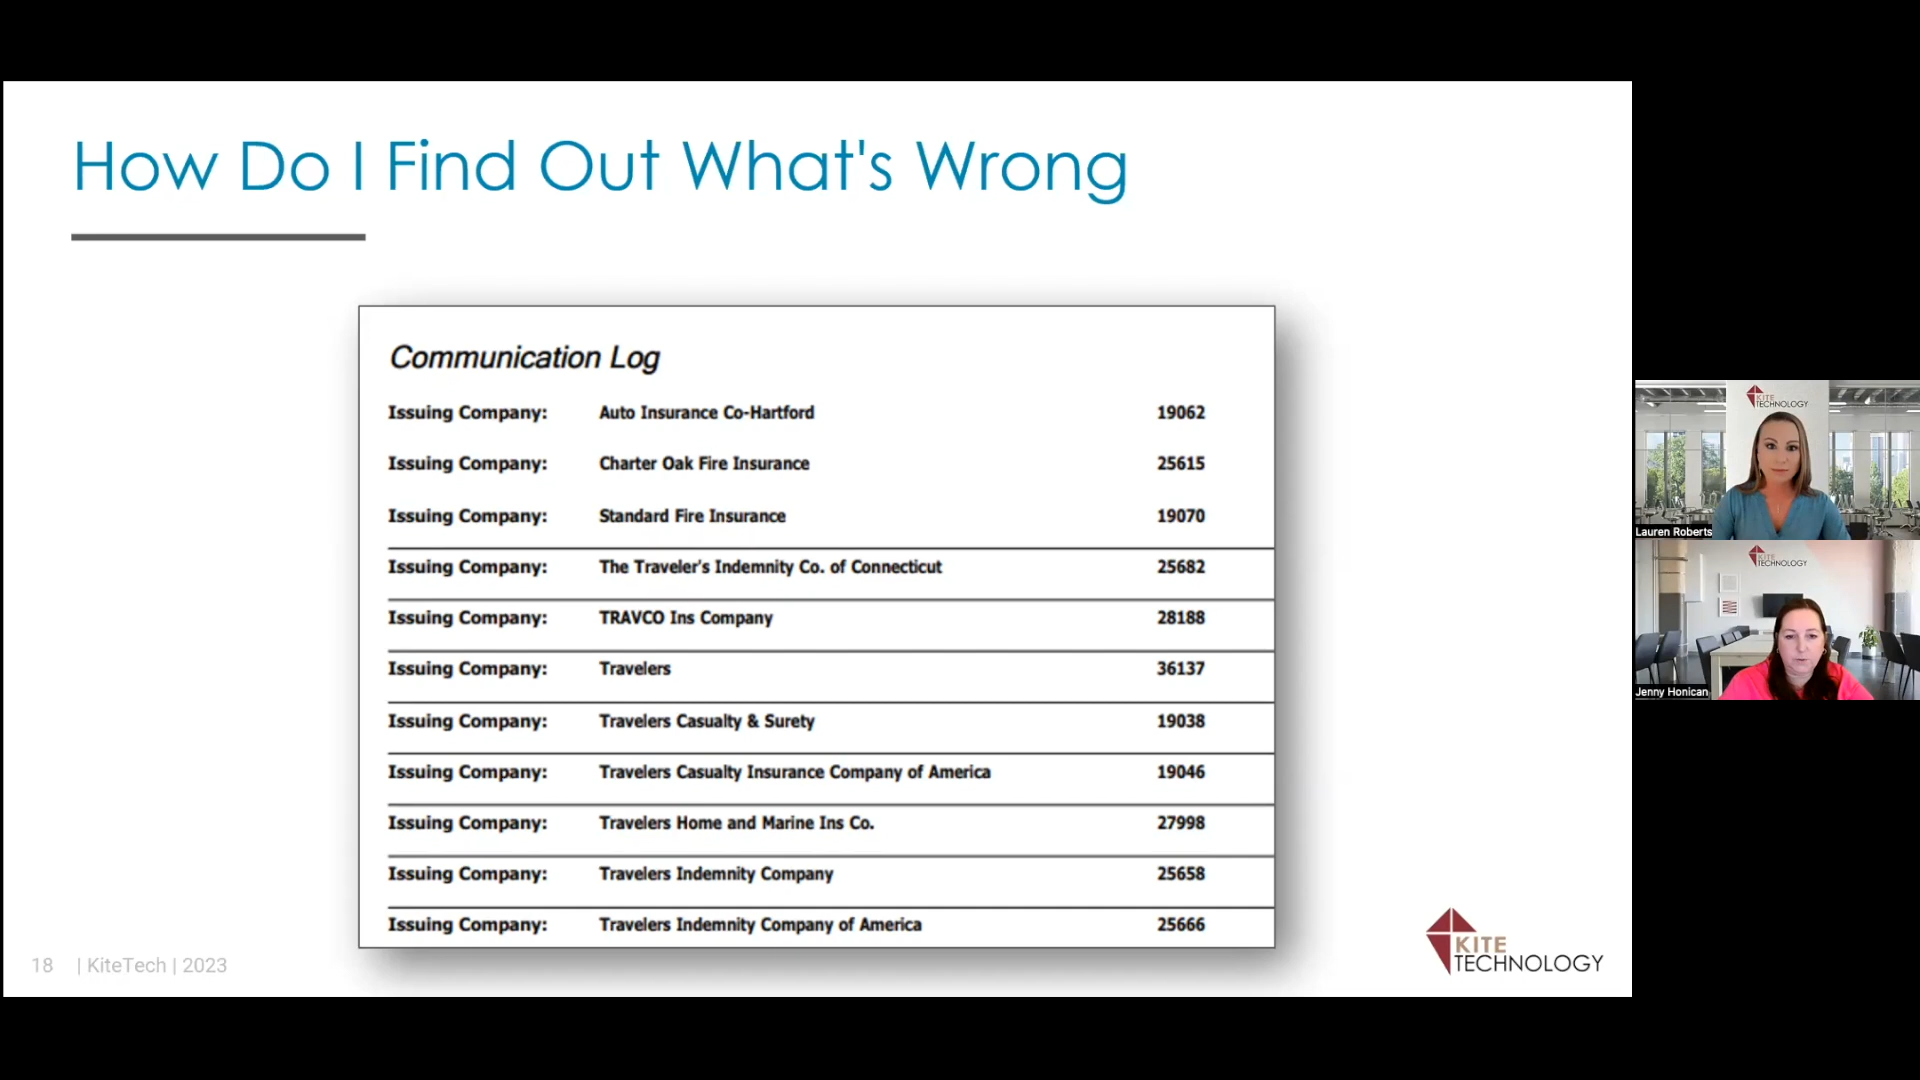 How Do I Find Out What's Wrong
Communication Log
Issuing Company: Auto Insurance Co-Hartford 19062
Issuing Company: Charter Oak Fire Insurance 25615
Issuing Company: Standard Fire Insurance 19070
Issuing Company: The Traveler's Indemnity Co. of Connecticut 25682
Issuing Company: TRAVCO Ins Company 28188
Issuing Company: Travelers 36137
Issuing Company: Travelers Casualty & Surety 19038
Issuing Company: Travelers Casualty Insurance Company of America 19046
Issuing Company: Travelers Home and Marine Ins Co. 27998
Issuing Company: Travelers Indemnity Company 25658
Issuing Company: Travelers Indemnity Company of America 25666
18 | KiteTech | 2023
KITE
TECHNOLOGY
KITE
TECHNOLOGY
Lauren Roberts
KITE
TECHNOLOGY
Jenny Honican